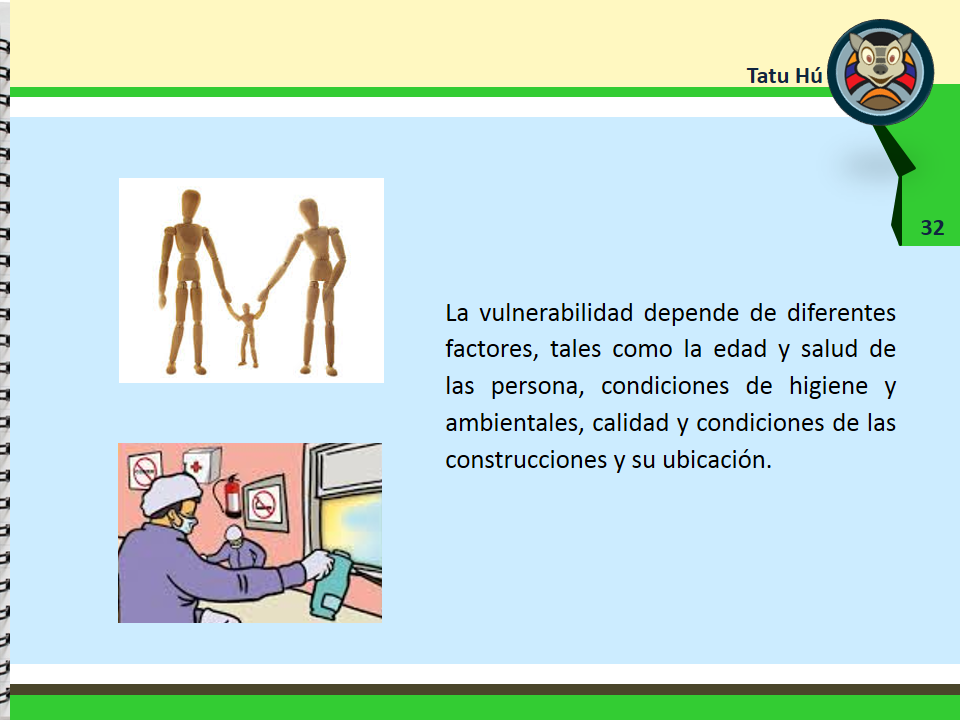 Tatu Hú
32
La vulnerabilidad depende de diferentes
factores, tales como la edad y salud de
las persona, condiciones de higiene y
ambientales, calidad y condiciones de las
construcciones y su ubicación.